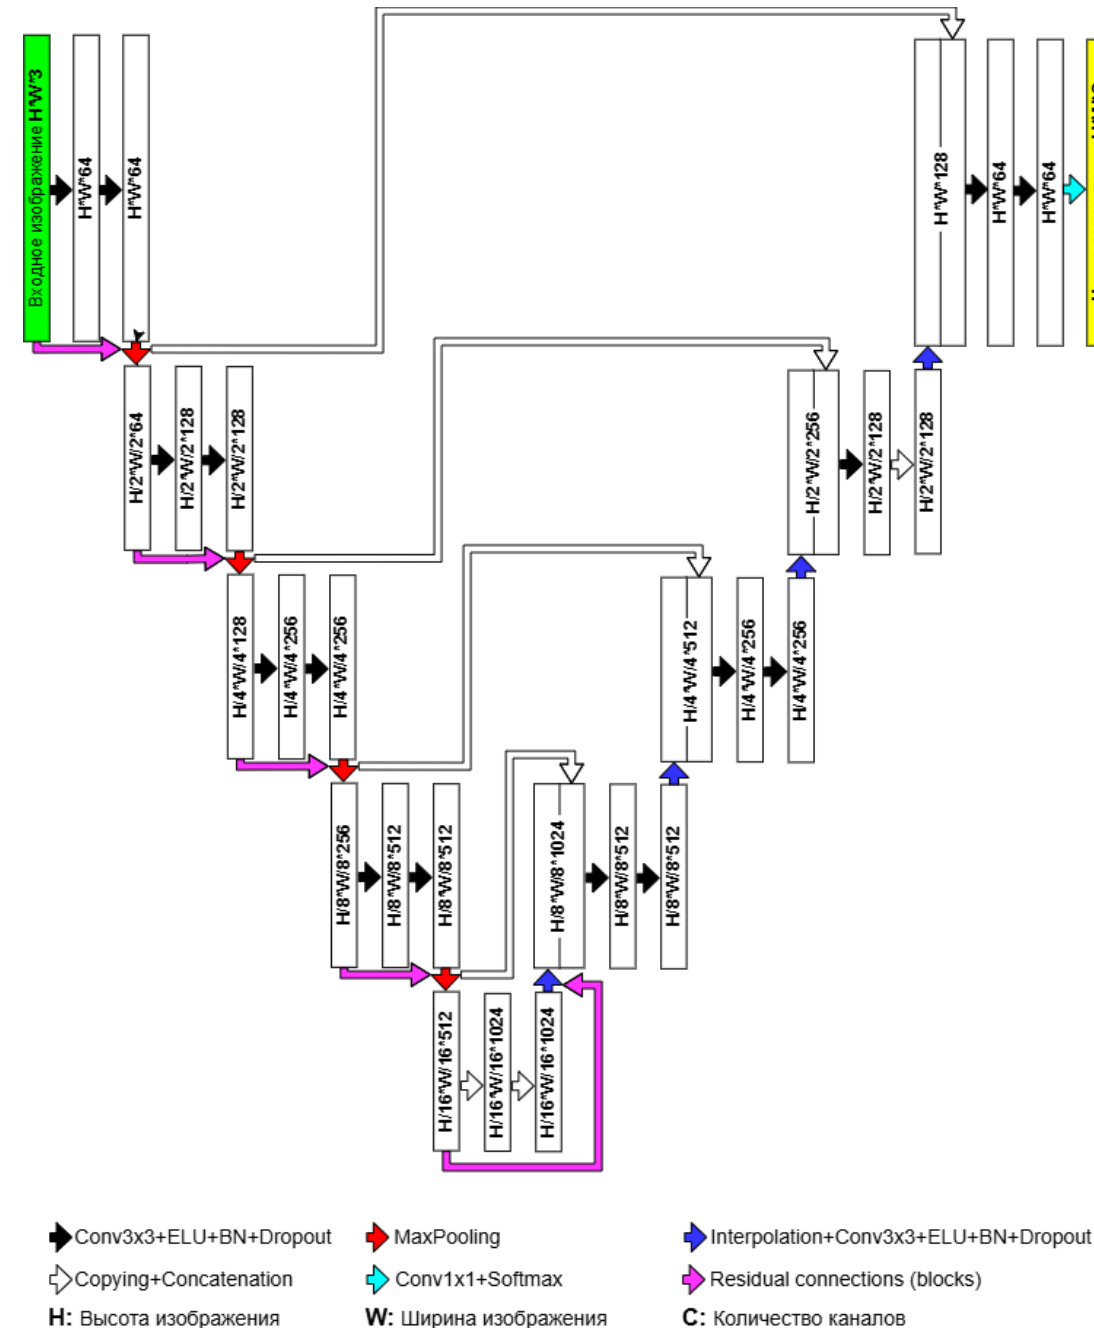 Входное изображение H*W*3
H*W*64
H*W*64
H*W*128
H*W*64
H*W*64
H/2*W/2*64
H/2*W/2*128
H/2*W/2*128
H/2*W/2*256
H/2*W/2*128
H/2*W/2*128
H/4*W/4*128
H/4*W/4*256
H/4*W/4*256
H/4*W/4*512
H/4*W/4*256
H/4*W/4*256
H/8*W/8*256
H/8*W/8*512
H/8*W/8*512
H/8*W/8*1024
H/8*W/8*512
H/8*W/8*512
H/16*W/16*512
H/16*W/16*1024
H/16*W/16*1024
Conv3x3+ELU+BN+Dropout
MaxPooling
Interpolation+Conv3x3+ELU+BN+Dropout
Copying+Concatenation
Conv1x1+Softmax
Residual connections (blocks)
H: Высота изображения
W: Ширина изображения
C: Количество каналов